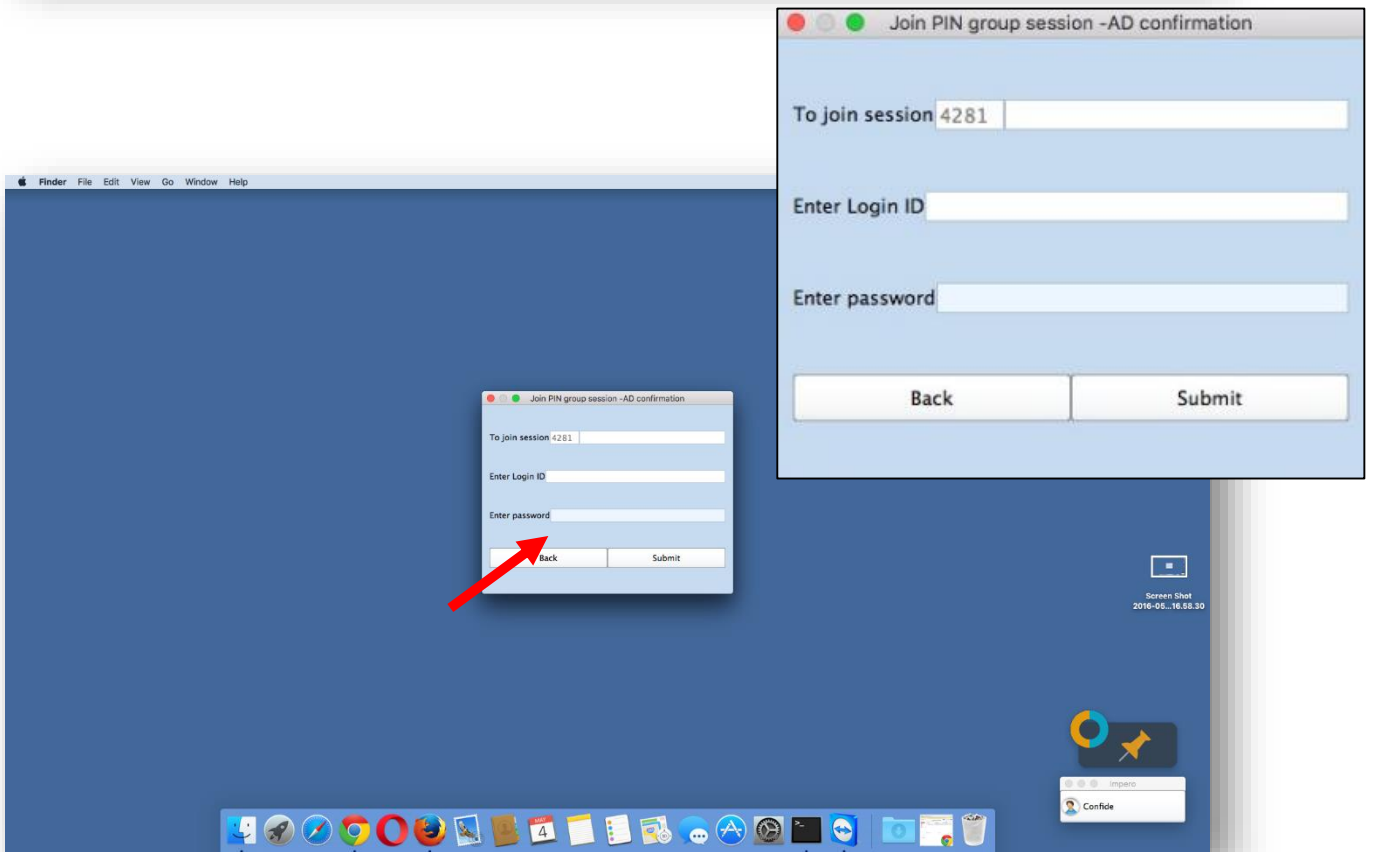 Join PIN group session -AD confirmation
To join session 4281
Enter Login ID
Enter password
Back Submit
Finder File Edit View Go Window Help
Join PIN group session -AD confirmation
To join session 4281
Enter Login ID
Enter password
Back Submit
Screen Shot
2016-05...16.58.30
impero
Confide
MAY
4